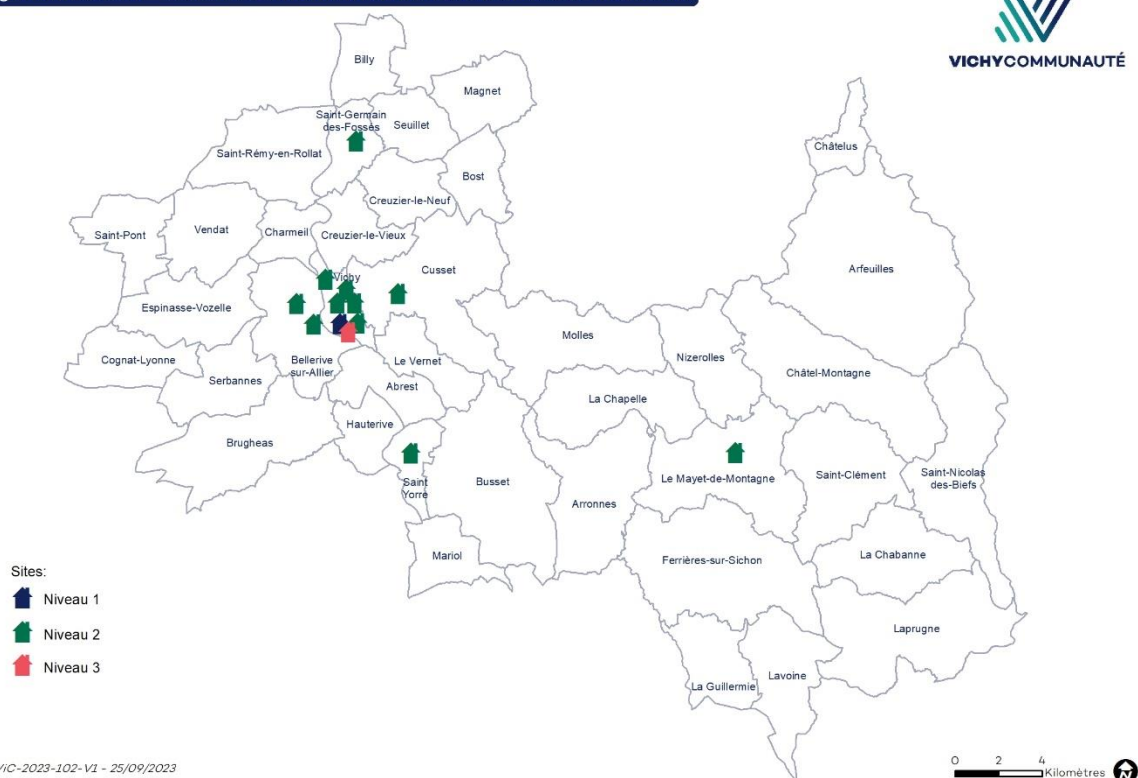 VICHYCOMMUNAUTÉ
Billy
Magnet
Saint-Germain
des-Fossés
Seuillet
Saint-Rémy-en-Rollat
Châtelus
Bost
Creuzier-le-Neuf
Saint-Pont
Vendat
Charmeil
Creuzier-le-Vieux
Cusset
Arfeuilles
Vichy
Espinasse-Vozelle
Molles
Nizerolles
Cognat-Lyonne
Bellerive
sur-Allier
Le Vernet
Châtel-Montagne
Serbannes
Abrest
La Chapelle
Hauterive
Brugheas
Saint
Yorre
Busset
Le Mayet-de-Montagne
Saint-Clément
Saint-Nicolas
des-Biefs
Arronnes
Mariol
Ferrières-sur-Sichon
La Chabanne
Laprugne
La Guillermie
Lavoine
Sites:
Niveau 1
Niveau 2
Niveau 3
ViC-2023-102-V1 - 25/09/2023
0 2 4
Kilomètres
N